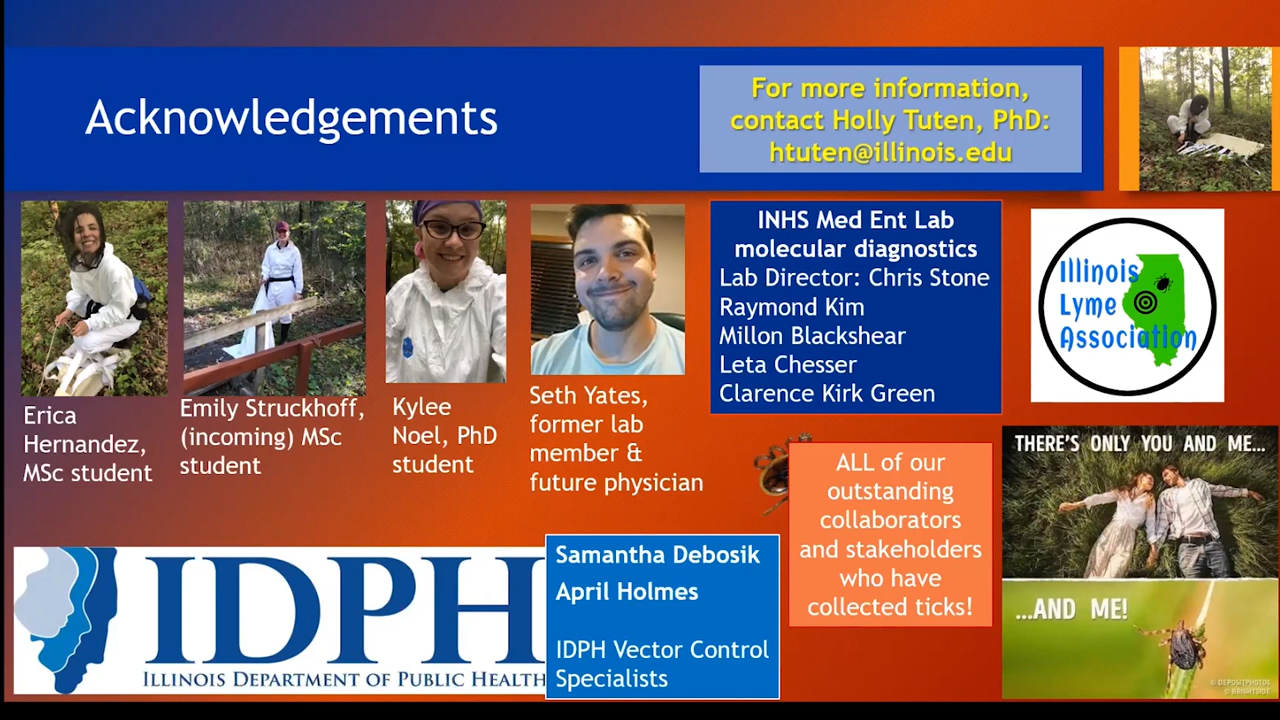 Acknowledgements
For more information,
contact Holly Tuten, PhD:
htuten@illinois.edu
Erica
Hernandez,
MSc student
Emily Struckhoff,
(incoming) MSc
student
Kylee
Noel, PhD
student
Seth Yates,
former lab
member &
future physician
INHS Med Ent Lab
molecular diagnostics
Lab Director: Chris Stone
Raymond Kim
Millon Blackshear
Leta Chesser
Clarence Kirk Green
Illinois
Lyme
Association
ALL of our
outstanding
collaborators
and stakeholders
who have
collected ticks!
THERE'S ONLY YOU AND ME...
...AND ME!
© DEPOSITPHOTOS
© BRIGHTSIDE
IDPH
ILLINOIS DEPARTMENT OF PUBLIC HEALTH
Samantha Debosik
April Holmes
IDPH Vector Control
Specialists